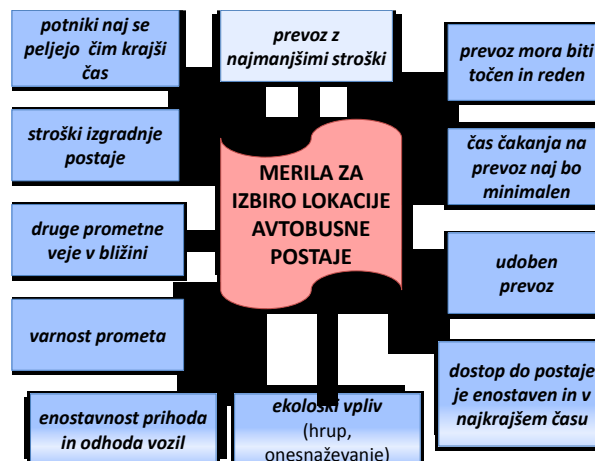 potniki naj se
peljejo čim krajši
čas
prevoz z
najmanjšimi stroški
prevoz mora biti
točen in reden
stroški izgradnje
postaje
MERILA ZA
IZBIRO LOKACIJE
AVTOBUSNE
POSTAJE
čas čakanja na
prevoz naj bo
minimalen
druge prometne
veje v bližini
udoben
prevoz
varnost prometa
dostop do postaje
je enostaven in v
najkrajšem času
enostavnost prihoda
in odhoda vozil
ekološki vpliv
(hrup,
onesnaževanje)